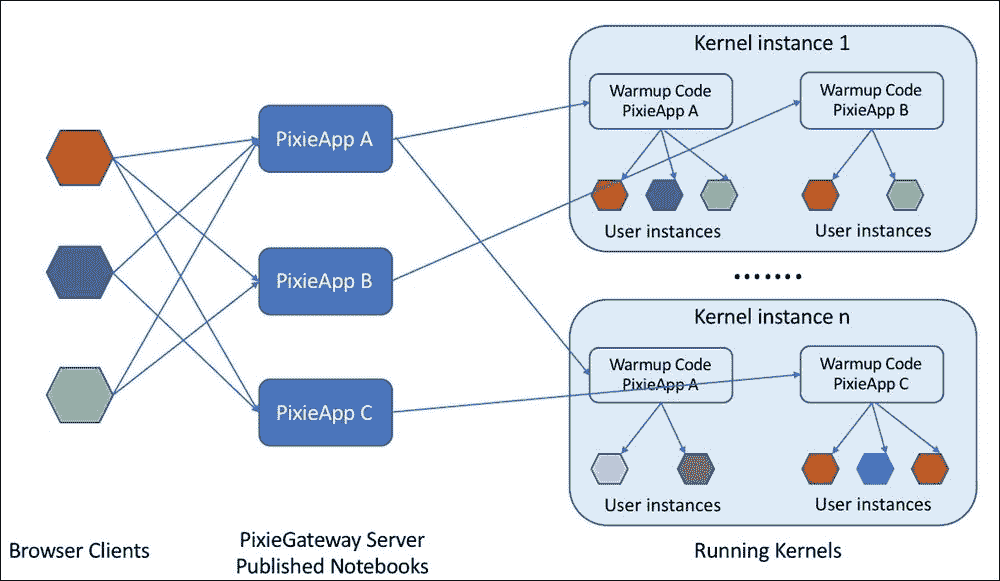 Kernel instance 1
Warmup Code
PixieApp A
Warmup Code
PixieApp B
User instances
User instances
PixieApp A
PixieApp B
PixieApp C
.......
Kernel instance n
Warmup Code
PixieApp A
Warmup Code
PixieApp C
User instances
User instances
Browser Clients
PixieGateway Server
Published Notebooks
Running Kernels